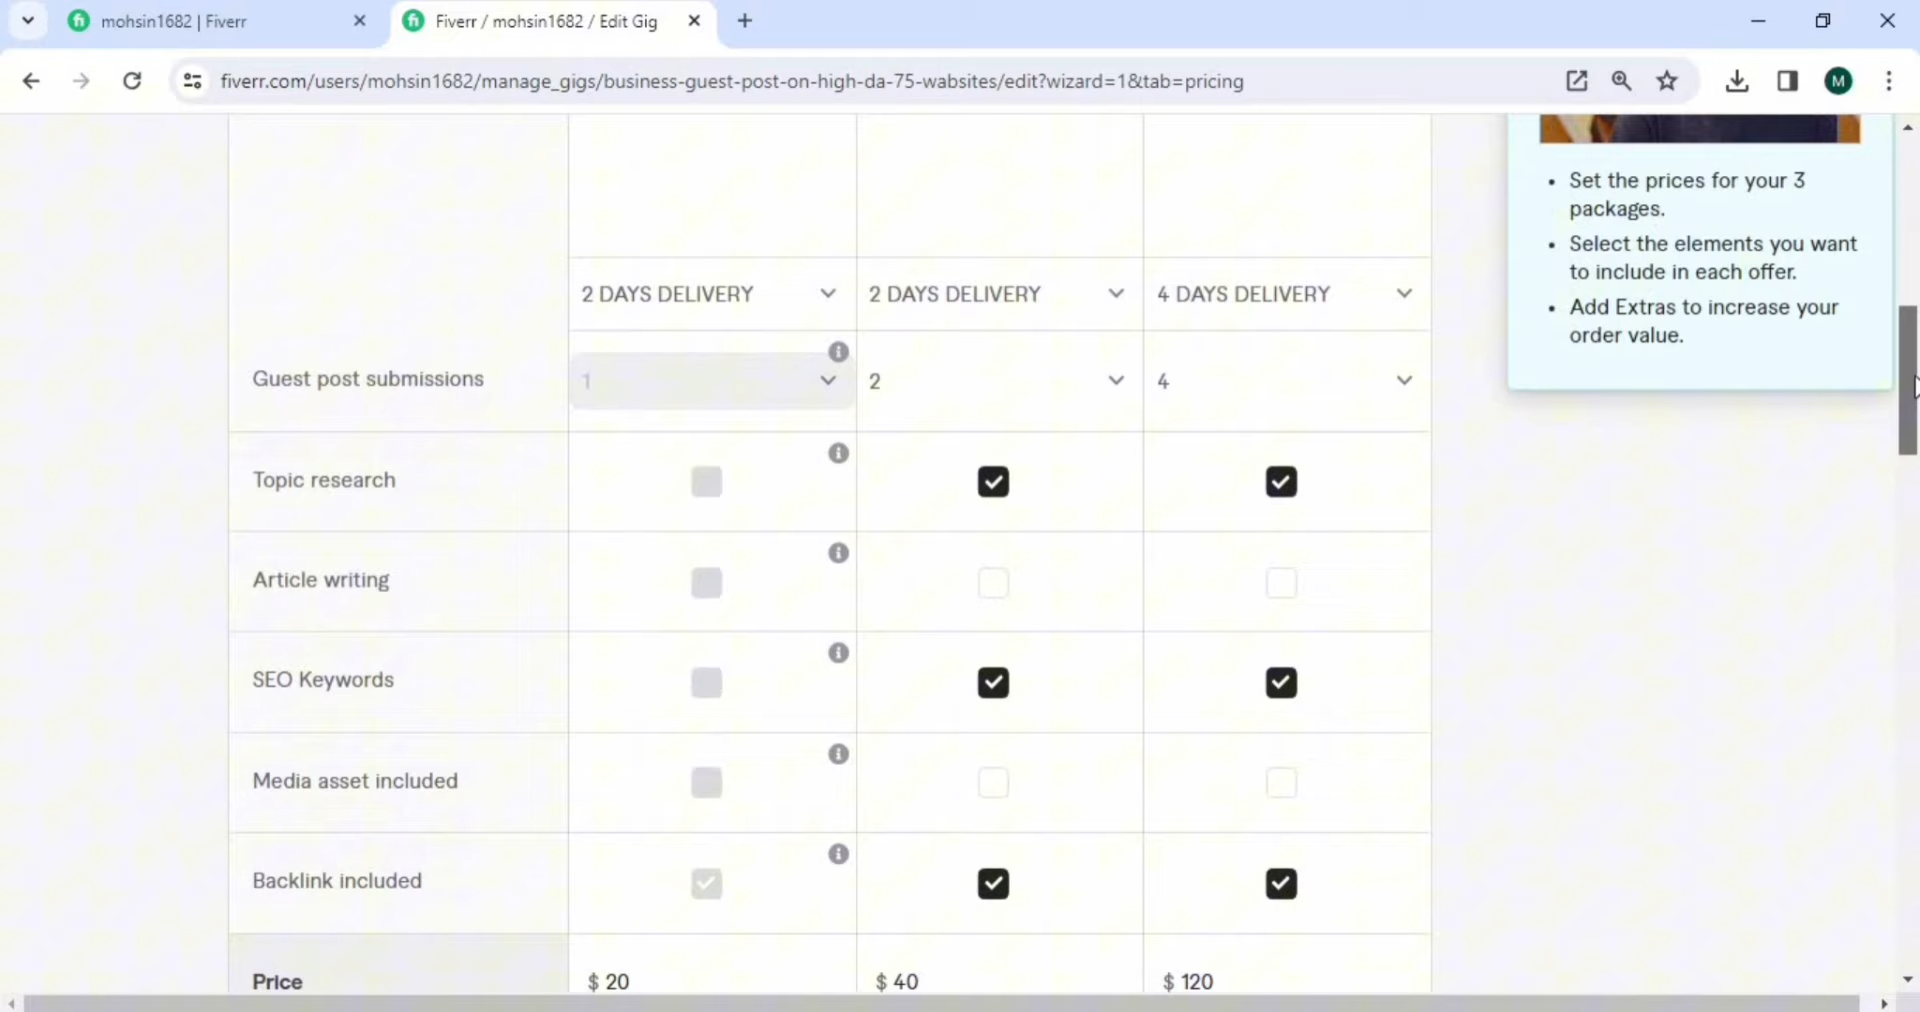 mohsin1682 | Fiverr
Fiverr / mohsin1682 / Edit Gig
fiverr.com/users/mohsin1682/manage_gigs/business-guest-post-on-high-da-75-wabsites/edit?wizard=1&tab=pricing
M
• Set the prices for your 3
packages.
• Select the elements you want
to include in each offer.
• Add Extras to increase your
order value.
2 DAYS DELIVERY 2 DAYS DELIVERY 4 DAYS DELIVERY
Guest post submissions 1 2 4
Topic research
Article writing
SEO Keywords
Media asset included
Backlink included
Price $ 20 $ 40 $ 120